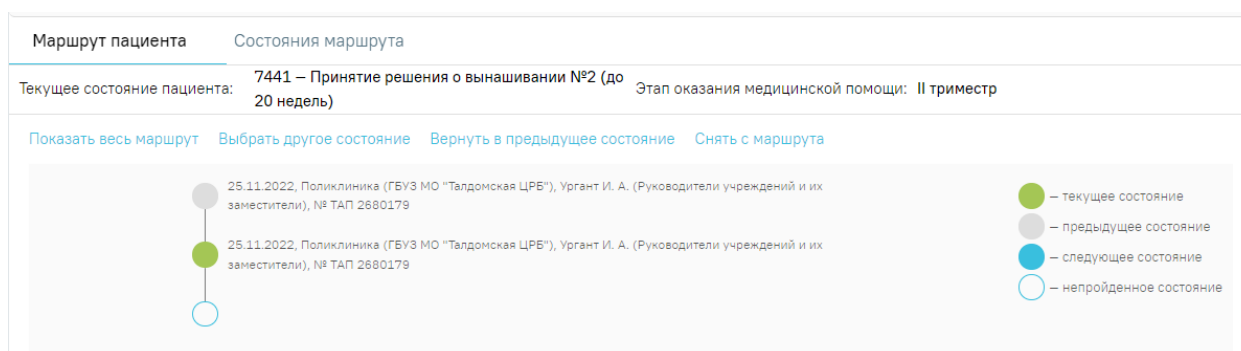 Маршрут пациента Состояния маршрута
Текущее состояние пациента: 7441 – Принятие решения о вынашивании №2 (до 20 недель) Этап оказания медицинской помощи: II триместр
Показать весь маршрут Выбрать другое состояние Вернуть в предыдущее состояние Снять с маршрута
25.11.2022, Поликлиника (ГБУЗ МО "Талдомская ЦРБ"), Ургант И. А. (Руководители учреждений и их
заместители), № ТАП 2680179
25.11.2022, Поликлиника (ГБУЗ МО "Талдомская ЦРБ"), Ургант И. А. (Руководители учреждений и их
заместители), № ТАП 2680179
– текущее состояние
– предыдущее состояние
– следующее состояние
– непройденное состояние